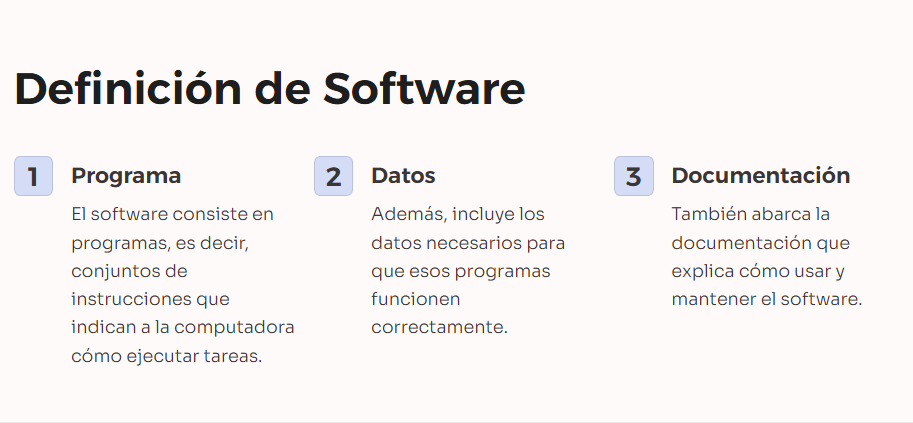 Definición de Software
1 Programa
El software consiste en
programas, es decir,
conjuntos de
instrucciones que
indican a la computadora
cómo ejecutar tareas.
2 Datos
Además, incluye los
datos necesarios para
que esos programas
funcionen
correctamente.
3 Documentación
También abarca la
documentación que
explica cómo usar y
mantener el software.